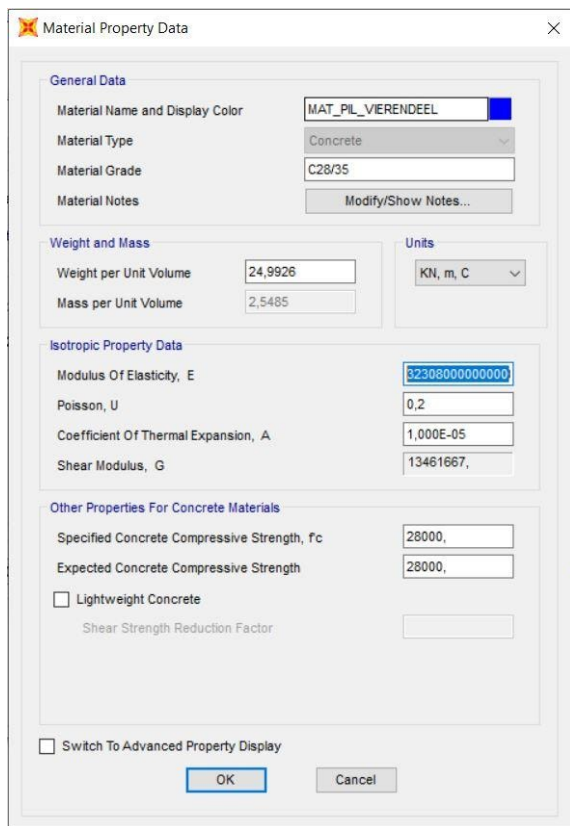 Material Property Data
General Data
Material Name and Display Color MAT_PIL_VIERENDEEL
Material Type Concrete
Material Grade C28/35
Material Notes Modify/Show Notes...
Weight and Mass Units
Weight per Unit Volume 24,9926 KN, m, C
Mass per Unit Volume 2,5485
Isotropic Property Data
Modulus Of Elasticity, E 32308000000000
Poisson, U 0,2
Coefficient Of Thermal Expansion, A 1,000E-05
Shear Modulus, G 13461667,
Other Properties For Concrete Materials
Specified Concrete Compressive Strength, f'c 28000,
Expected Concrete Compressive Strength 28000,
Lightweight Concrete
Shear Strength Reduction Factor
Switch To Advanced Property Display
OK Cancel